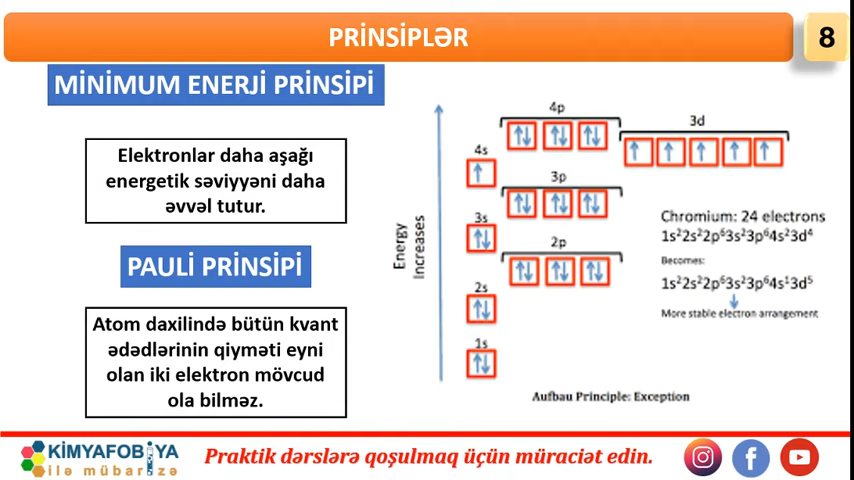 PRİNSİPLƏR
8
MİNİMUM ENERJİ PRİNSİPİ
Elektronlar daha aşağı
energetik səviyyəni daha
əvvəl tutur.
PAULİ PRİNSİPİ
Atom daxilində bütün kvant
ədədlərinin qiyməti eyni
olan iki elektron mövcud
ola bilməz.
Energy
Increases
4p
3d
4s
3p
3s
2p
2s
1s
Chromium: 24 electrons
1s²2s²2p⁶3s²3p⁶4s²3d⁴
Becomes:
1s²2s²2p⁶3s²3p⁶4s¹3d⁵
More stable electron arrangement
Aufbau Principle: Exception
KİMYAFOBİYA
ilə mübarizə
Praktik dərslərə qoşulmaq üçün müraciət edin.